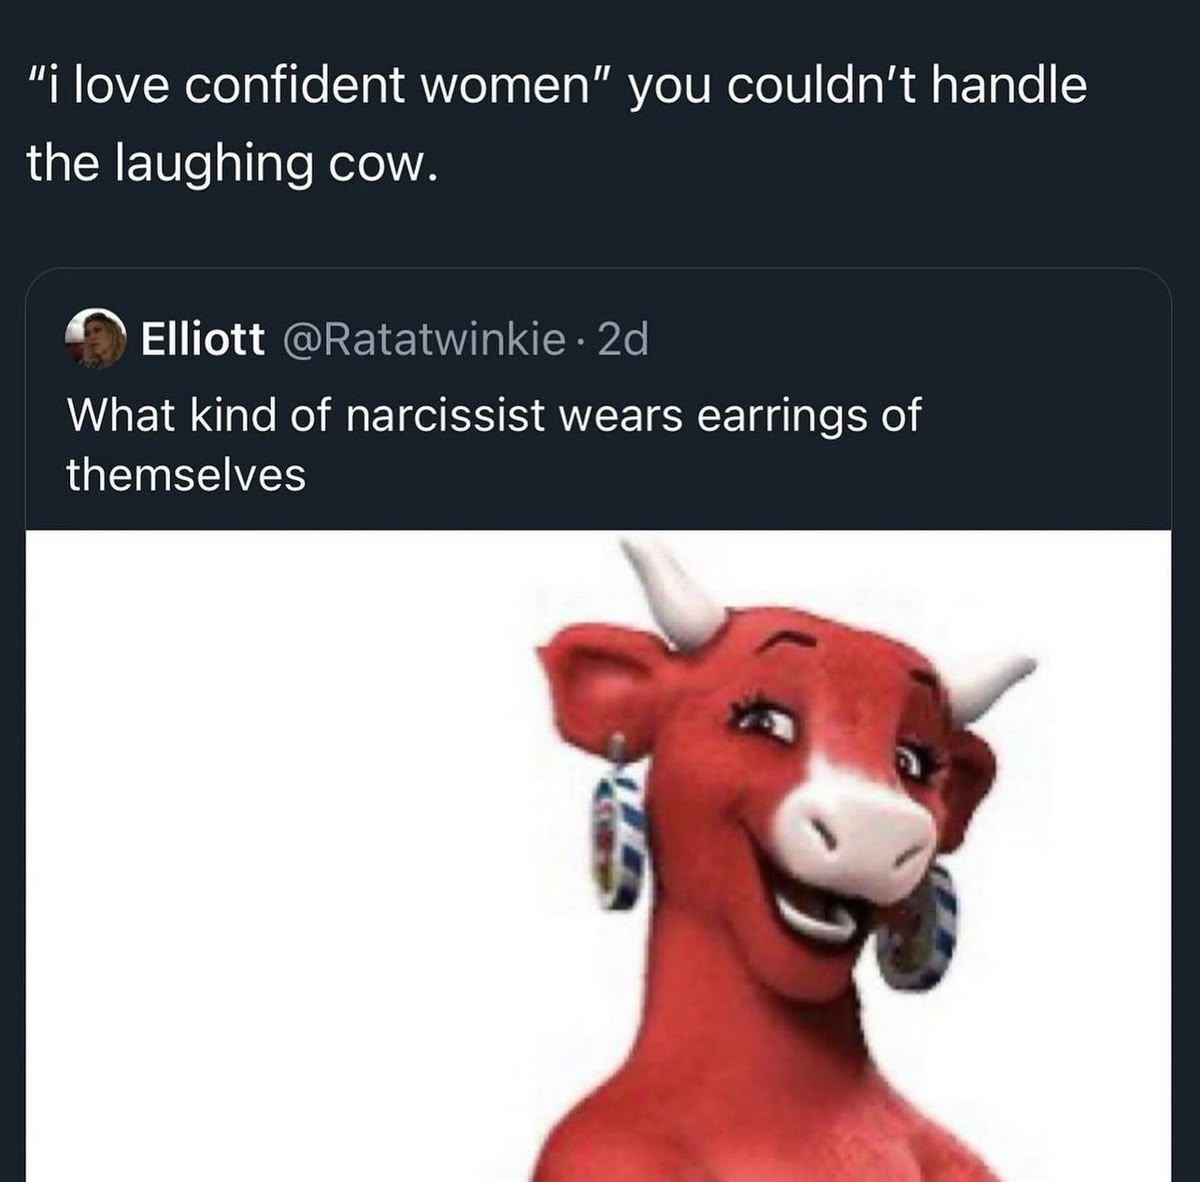 “i love confident women” you couldn’t handle
the laughing cow.
Elliott @Ratatwinkie · 2d
What kind of narcissist wears earrings of
themselves